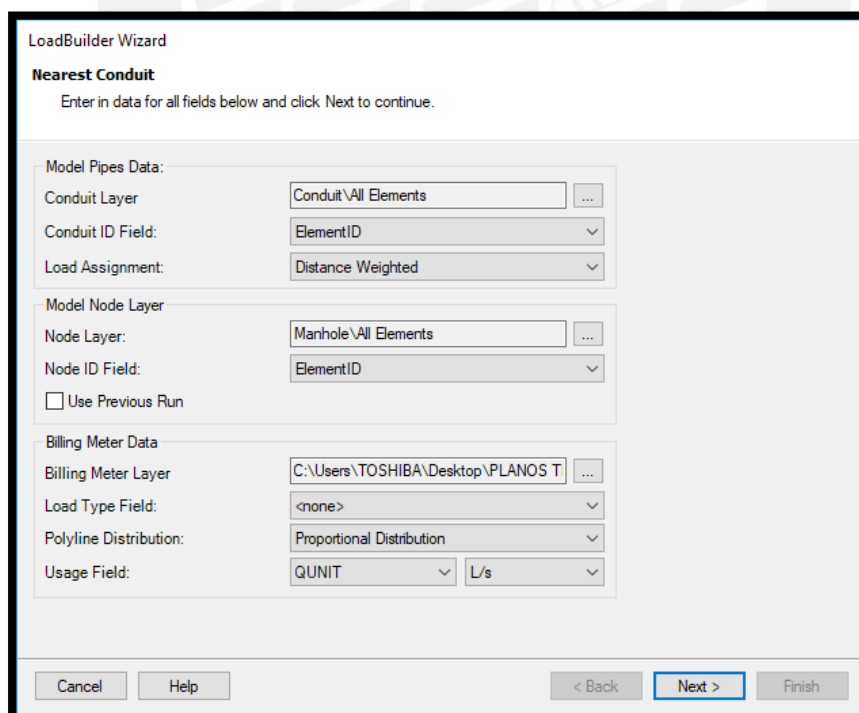 LoadBuilder Wizard
Nearest Conduit
Enter in data for all fields below and click Next to continue.
Model Pipes Data:
Conduit Layer Conduit\All Elements ...
Conduit ID Field: ElementID
Load Assignment: Distance Weighted
Model Node Layer
Node Layer: Manhole\All Elements ...
Node ID Field: ElementID
Use Previous Run
Billing Meter Data
Billing Meter Layer C:\Users\TOSHIBA\Desktop\PLANOS ...
Load Type Field: <none>
Polyline Distribution: Proportional Distribution
Usage Field: QUNIT L/s
Cancel Help < Back Next > Finish